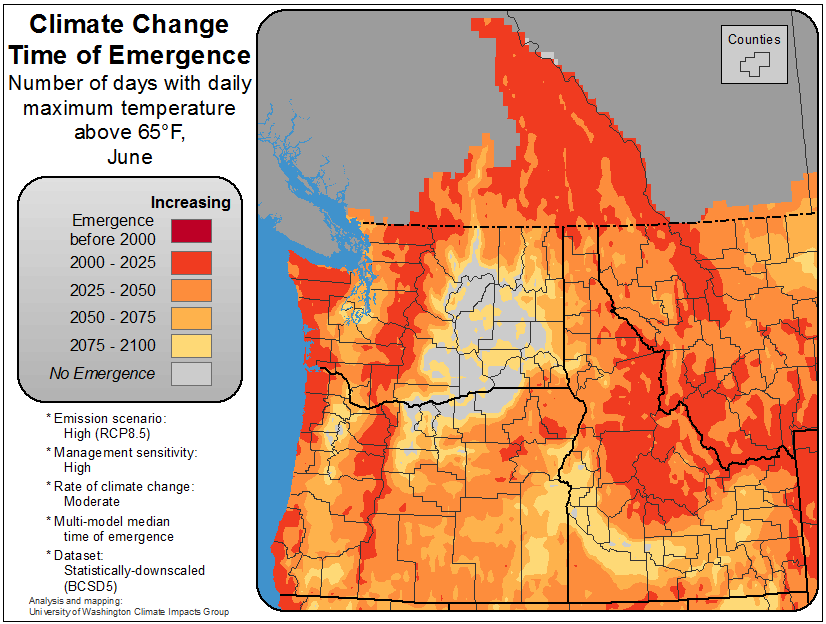 Climate Change
Time of Emergence
Number of days with daily
maximum temperature
above 65°F,
June
Counties
Increasing
Emergence
before 2000
2000 - 2025
2025 - 2050
2050 - 2075
2075 - 2100
No Emergence
* Emission scenario:
High (RCP8.5)
* Management sensitivity:
High
* Rate of climate change:
Moderate
* Multi-model median
time of emergence
* Dataset:
Statistically-downscaled
(BCSD5)
Analysis and mapping:
University of Washington Climate Impacts Group